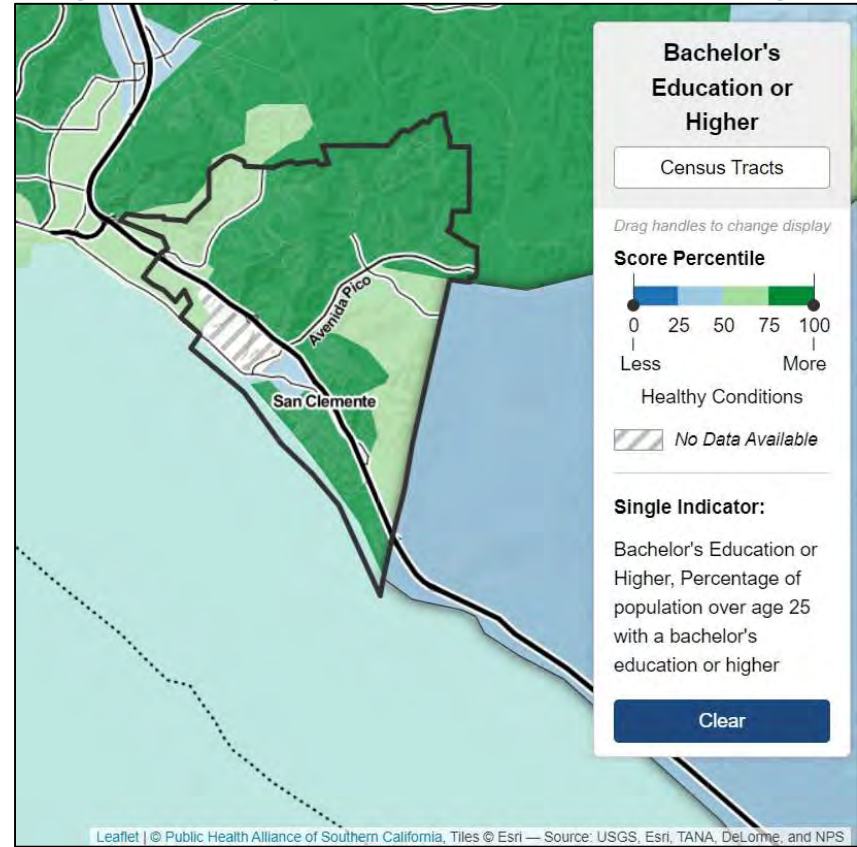 Bachelor's
Education or
Higher
Census Tracts
Drag handles to change display
Score Percentile
0 25 50 75 100
Less More
Healthy Conditions
No Data Available
Single Indicator:
Bachelor's Education or
Higher, Percentage of
population over age 25
with a bachelor's
education or higher
Clear
Avenida Pico
San Clemente
Leaflet | © Public Health Alliance of Southern California, Tiles © Esri — Source: USGS, Esri, TANA, DeLorme, and NPS